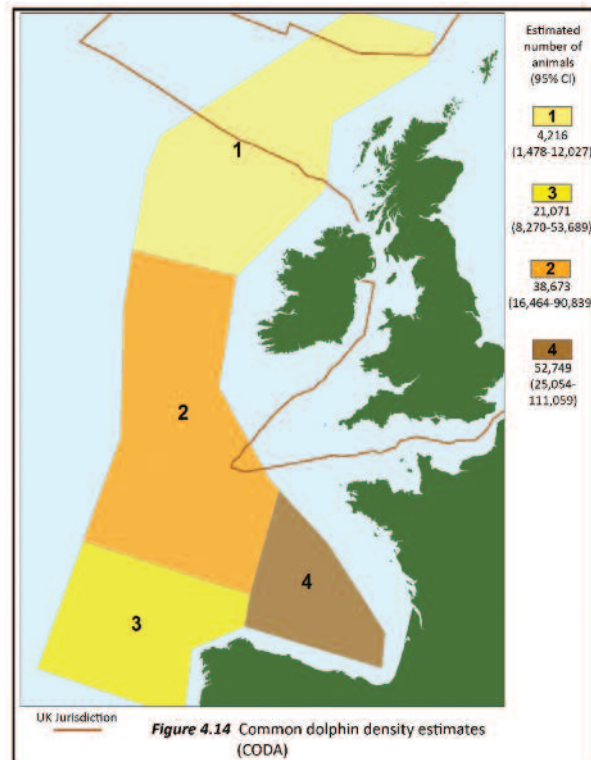 Estimated
number of
animals
(95% CI)
1
4,216
(1,478-12,027)
3
21,071
(8,270-53,689)
2
38,673
(16,464-90,839)
4
52,749
(25,054-
111,059)
1
2
3
4
UK Jurisdiction
Figure 4.14 Common dolphin density estimates
(CODA)